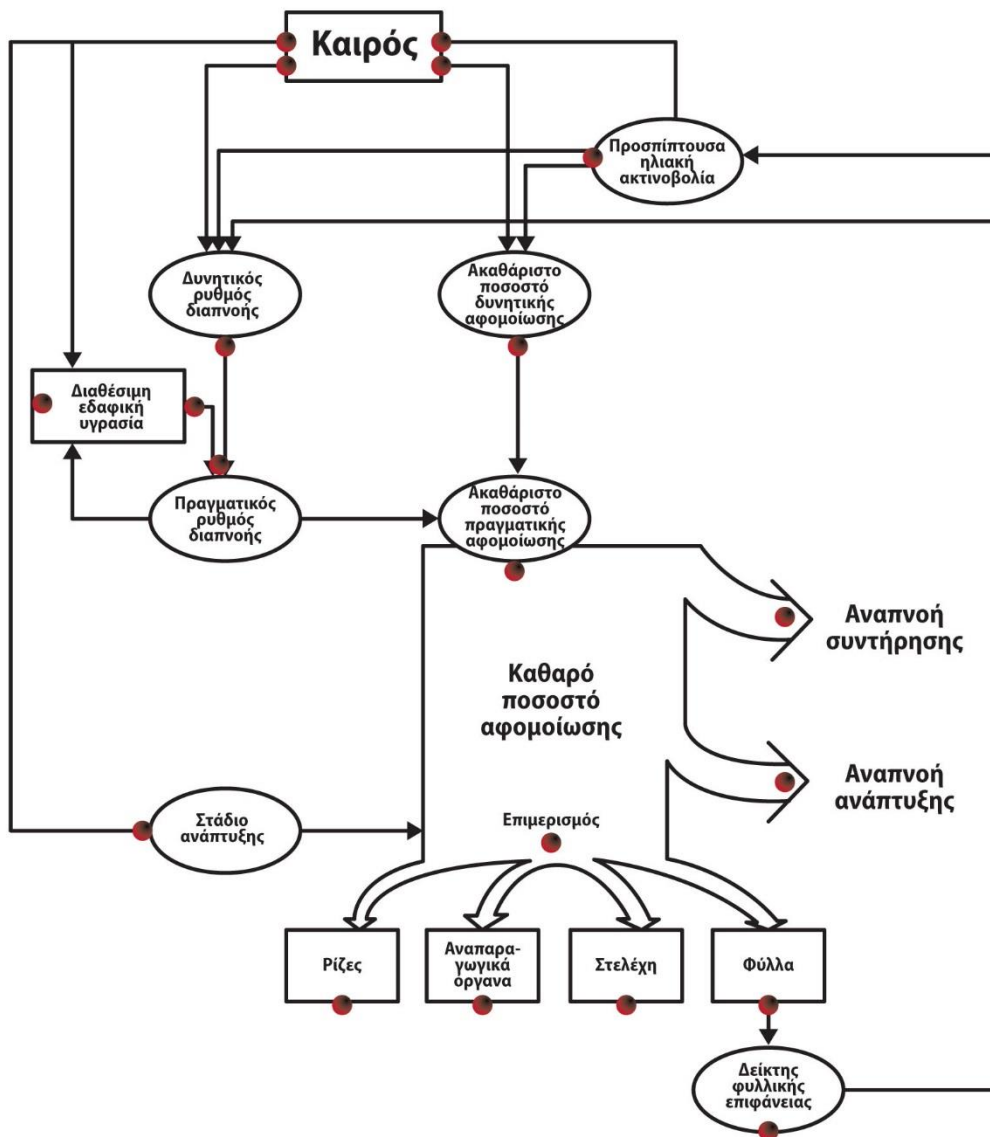 Καιρός
Προσπίπτουσα
ηλιακή
ακτινοβολία
Δυνητικός
ρυθμός
διαπνοής
Ακαθάριστο
ποσοστό
δυνητικής
αφομοίωσης
Διαθέσιμη
εδαφική
υγρασία
Πραγματικός
ρυθμός
διαπνοής
Ακαθάριστο
ποσοστό
πραγματικής
αφομοίωσης
Αναπνοή
συντήρησης
Καθαρό
ποσοστό
αφομοίωσης
Αναπνοή
ανάπτυξης
Στάδιο
ανάπτυξης
Επιμερισμός
Ρίζες
Αναπαρα-
γωγικά
όργανα
Στελέχη
Φύλλα
Δείκτης
φυλλικής
επιφάνειας